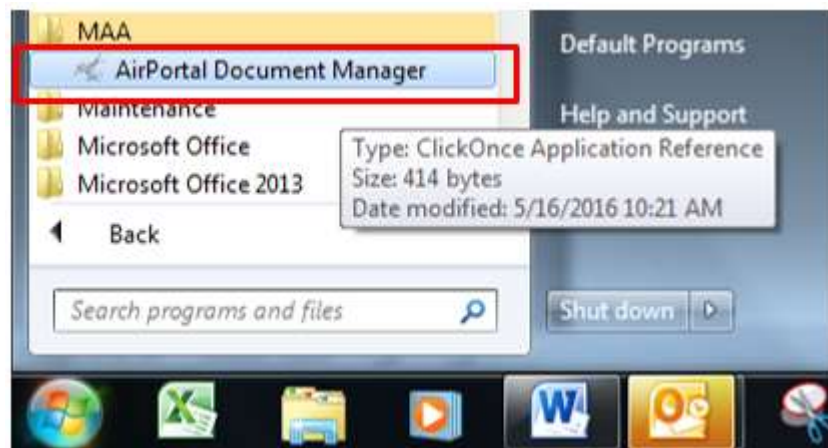 MAA
AirPortal Document Manager
Maintenance
Microsoft Office
Microsoft Office 2013
Back
Search programs and files
Default Programs
Help and Support
Type: ClickOnce Application Reference
Size: 414 bytes
Date modified: 5/16/2016 10:21 AM
Shut down